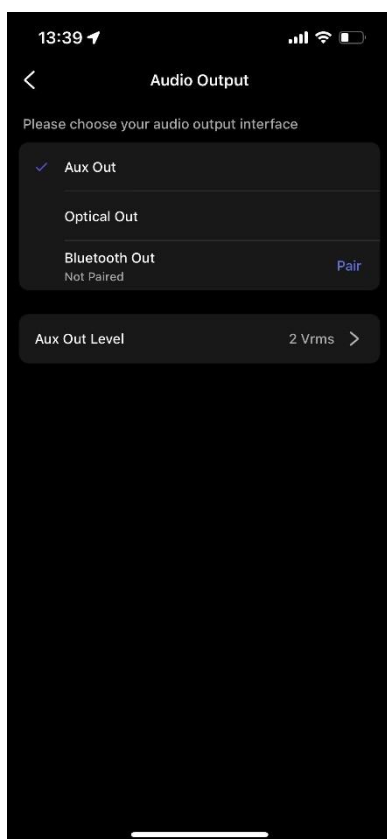 13:39
Audio Output
Please choose your audio output interface
Aux Out
Optical Out
Bluetooth Out
Not Paired
Pair
Aux Out Level
2 Vrms